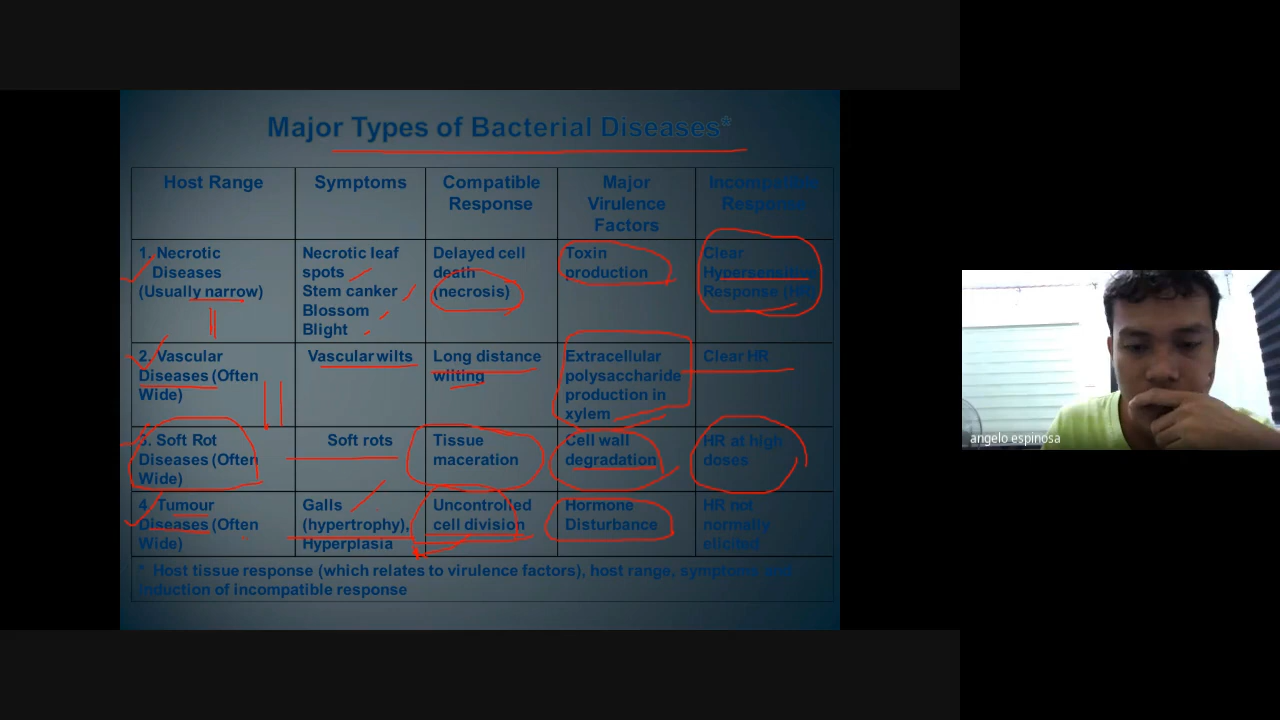 Major Types of Bacterial Diseases*
Host Range
Symptoms
Compatible
Response
Major
Virulence
Factors
Incompatible
Response
1. Necrotic
Diseases
(Usually narrow)
Necrotic leaf
spots
Stem canker
Blossom
Blight
Delayed cell
death
(necrosis)
Toxin
production
Clear
Hypersensitive
Response (HR)
2. Vascular
Diseases (Often
Wide)
Vascular wilts
Long distance
wilting
Extracellular
polysaccharide
production in
xylem
Clear HR
3. Soft Rot
Diseases (Often
Wide)
Soft rots
Tissue
maceration
Cell wall
degradation
HR at high
doses
4. Tumour
Diseases (Often
Wide)
Galls
(hypertrophy),
Hyperplasia
Uncontrolled
cell division
Hormone
Disturbance
HR not
normally
elicited
* Host tissue response (which relates to virulence factors), host range, symptoms and
induction of incompatible response
angelo espinosa